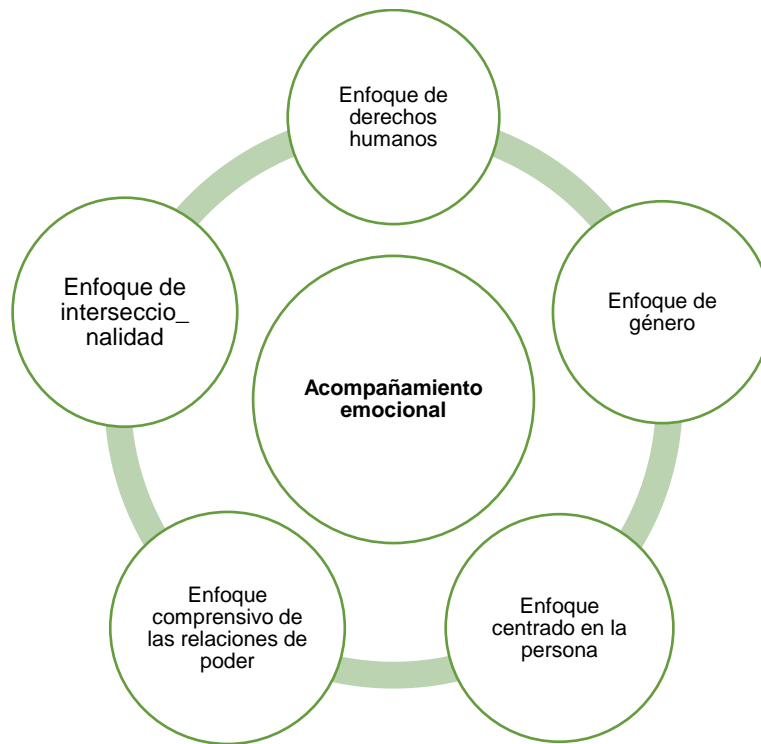 Enfoque de
derechos
humanos
Enfoque de
género
Enfoque
centrado en la
persona
Enfoque
comprensivo de
las relaciones de
poder
Enfoque de
interseccio_
nalidad
Acompañamiento
emocional